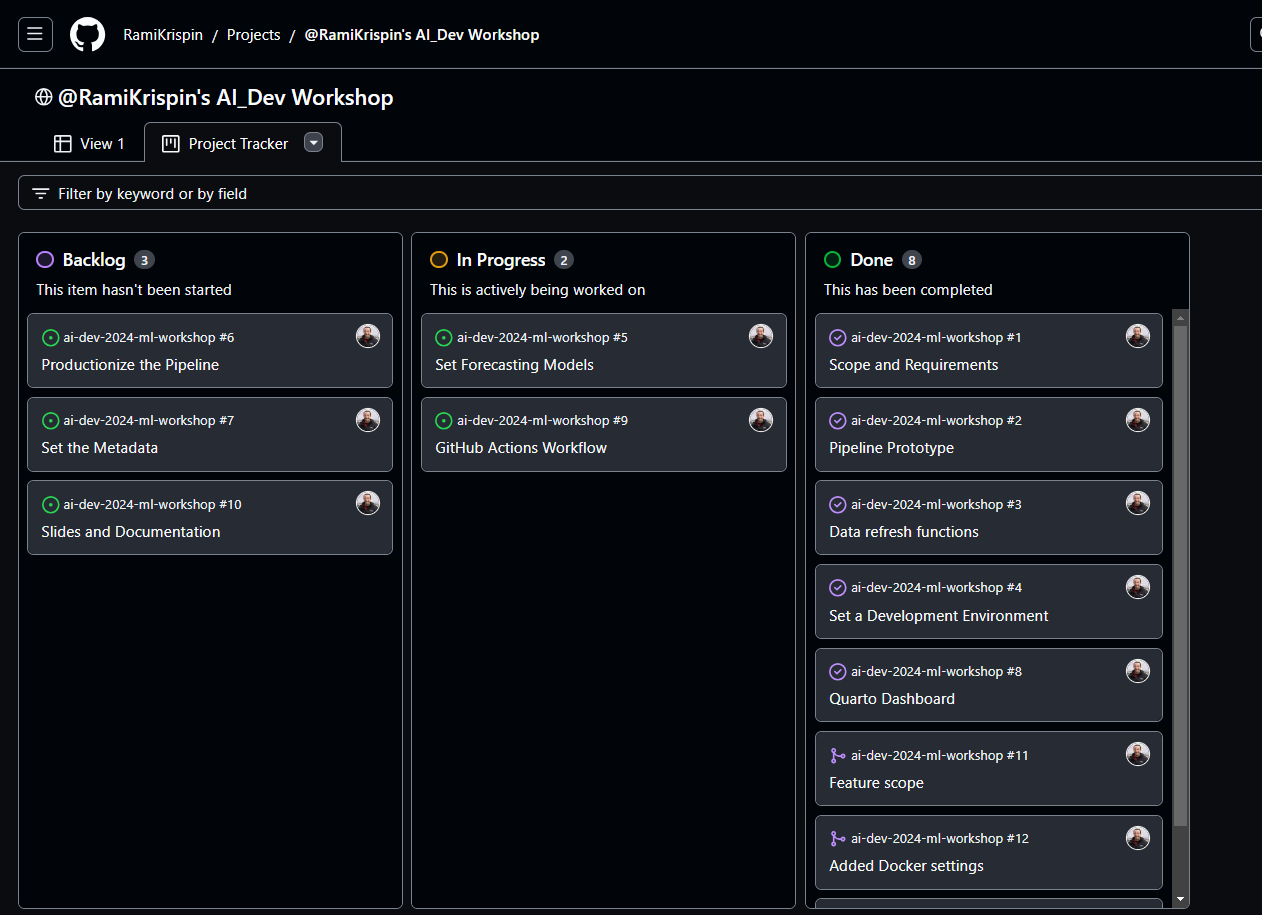 RamiKrispin / Projects / @RamiKrispin's AI_Dev Workshop
@RamiKrispin's AI_Dev Workshop
View 1
Project Tracker
Filter by keyword or by field
Backlog 3
This item hasn't been started
ai-dev-2024-ml-workshop #6
Productionize the Pipeline
ai-dev-2024-ml-workshop #7
Set the Metadata
ai-dev-2024-ml-workshop #10
Slides and Documentation
In Progress 2
This is actively being worked on
ai-dev-2024-ml-workshop #5
Set Forecasting Models
ai-dev-2024-ml-workshop #9
GitHub Actions Workflow
Done 8
This has been completed
ai-dev-2024-ml-workshop #1
Scope and Requirements
ai-dev-2024-ml-workshop #2
Pipeline Prototype
ai-dev-2024-ml-workshop #3
Data refresh functions
ai-dev-2024-ml-workshop #4
Set a Development Environment
ai-dev-2024-ml-workshop #8
Quarto Dashboard
ai-dev-2024-ml-workshop #11
Feature scope
ai-dev-2024-ml-workshop #12
Added Docker settings